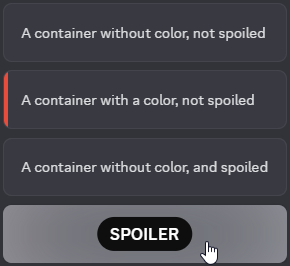 A container without color, not spoiled
A container with a color, not spoiled
A container without color, and spoiled
SPOILER